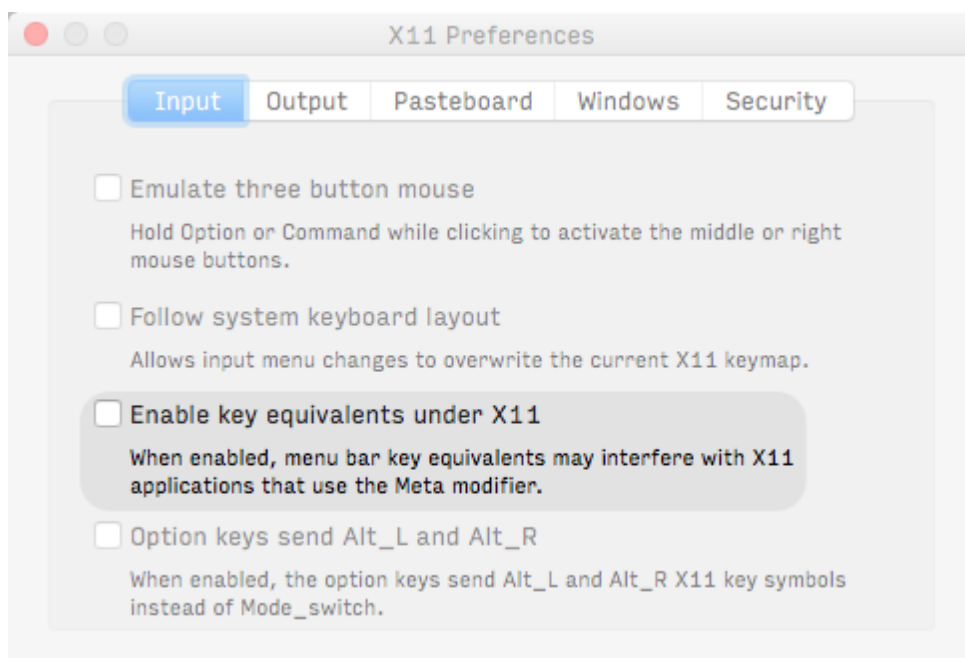 X11 Preferences
Input Output Pasteboard Windows Security
Emulate three button mouse
Hold Option or Command while clicking to activate the middle or right
mouse buttons.
Follow system keyboard layout
Allows input menu changes to overwrite the current X11 keymap.
Enable key equivalents under X11
When enabled, menu bar key equivalents may interfere with X11
applications that use the Meta modifier.
Option keys send Alt_L and Alt_R
When enabled, the option keys send Alt_L and Alt_R X11 key symbols
instead of Mode_switch.